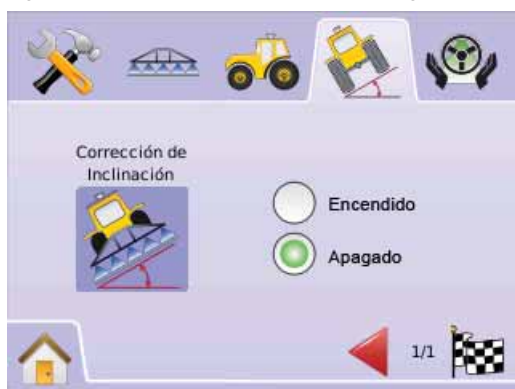 Corrección de
Inclinación
Encendido
Apagado
1/1